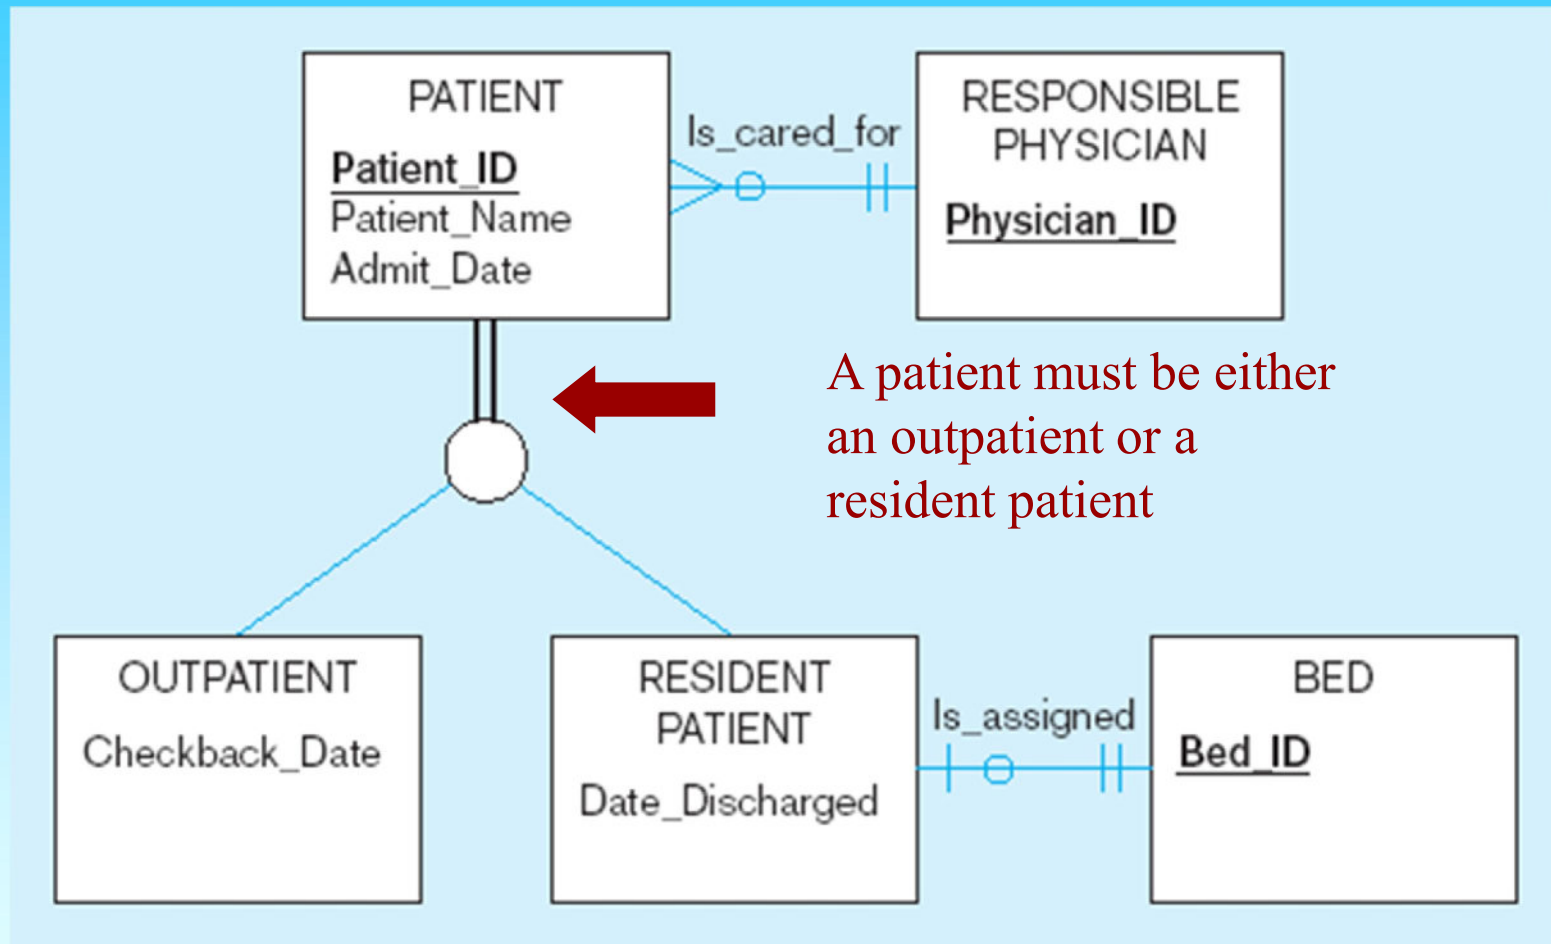 PATIENT
Patient_ID
Patient_Name
Admit_Date
Is_cared_for
RESPONSIBLE
PHYSICIAN
Physician_ID
A patient must be either
an outpatient or a
resident patient
OUTPATIENT
Checkback_Date
RESIDENT
PATIENT
Date_Discharged
Is_assigned
BED
Bed_ID